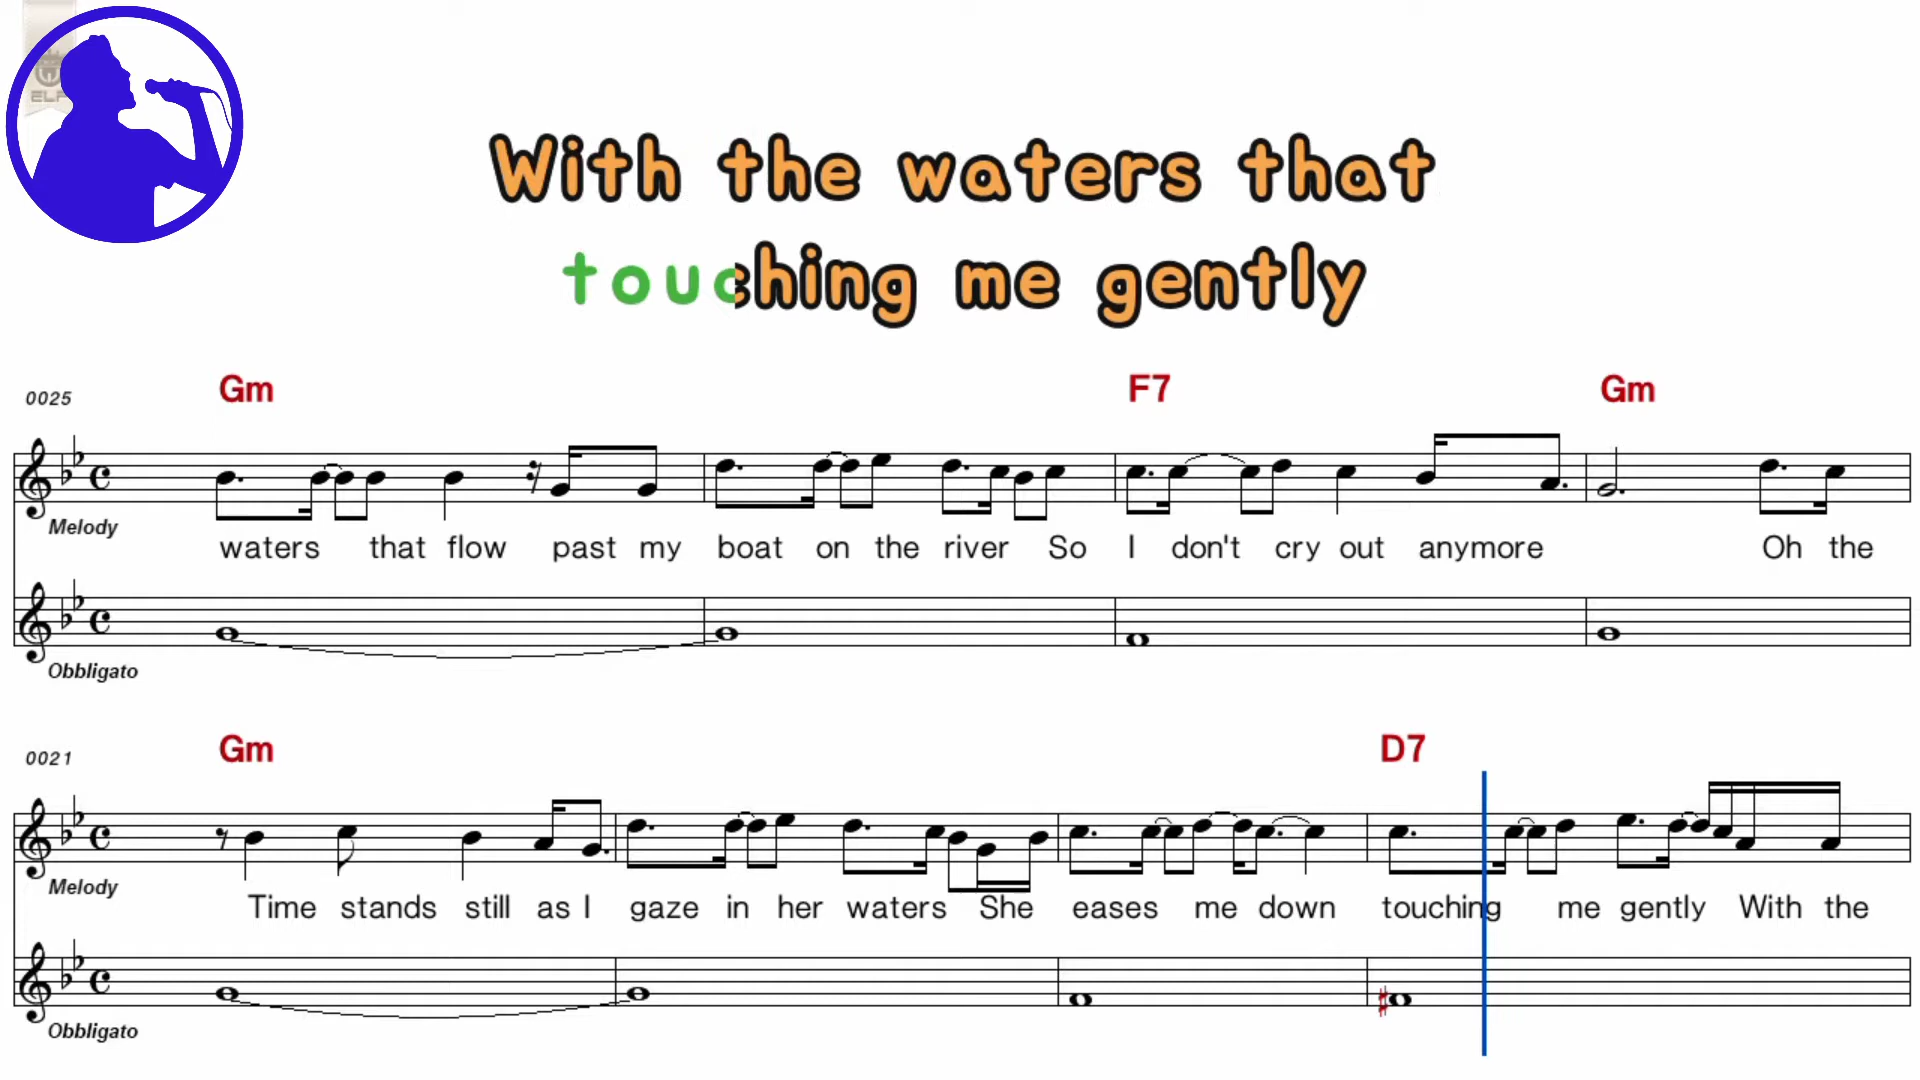 ELF
With the waters that
touching me gently
0025 Gm F7 Gm
Melody
waters that flow past my boat on the river So I don't cry out anymore Oh the
Obbligato
0021 Gm D7
Melody
Time stands still as I gaze in her waters She eases me down touching me gently With the
Obbligato